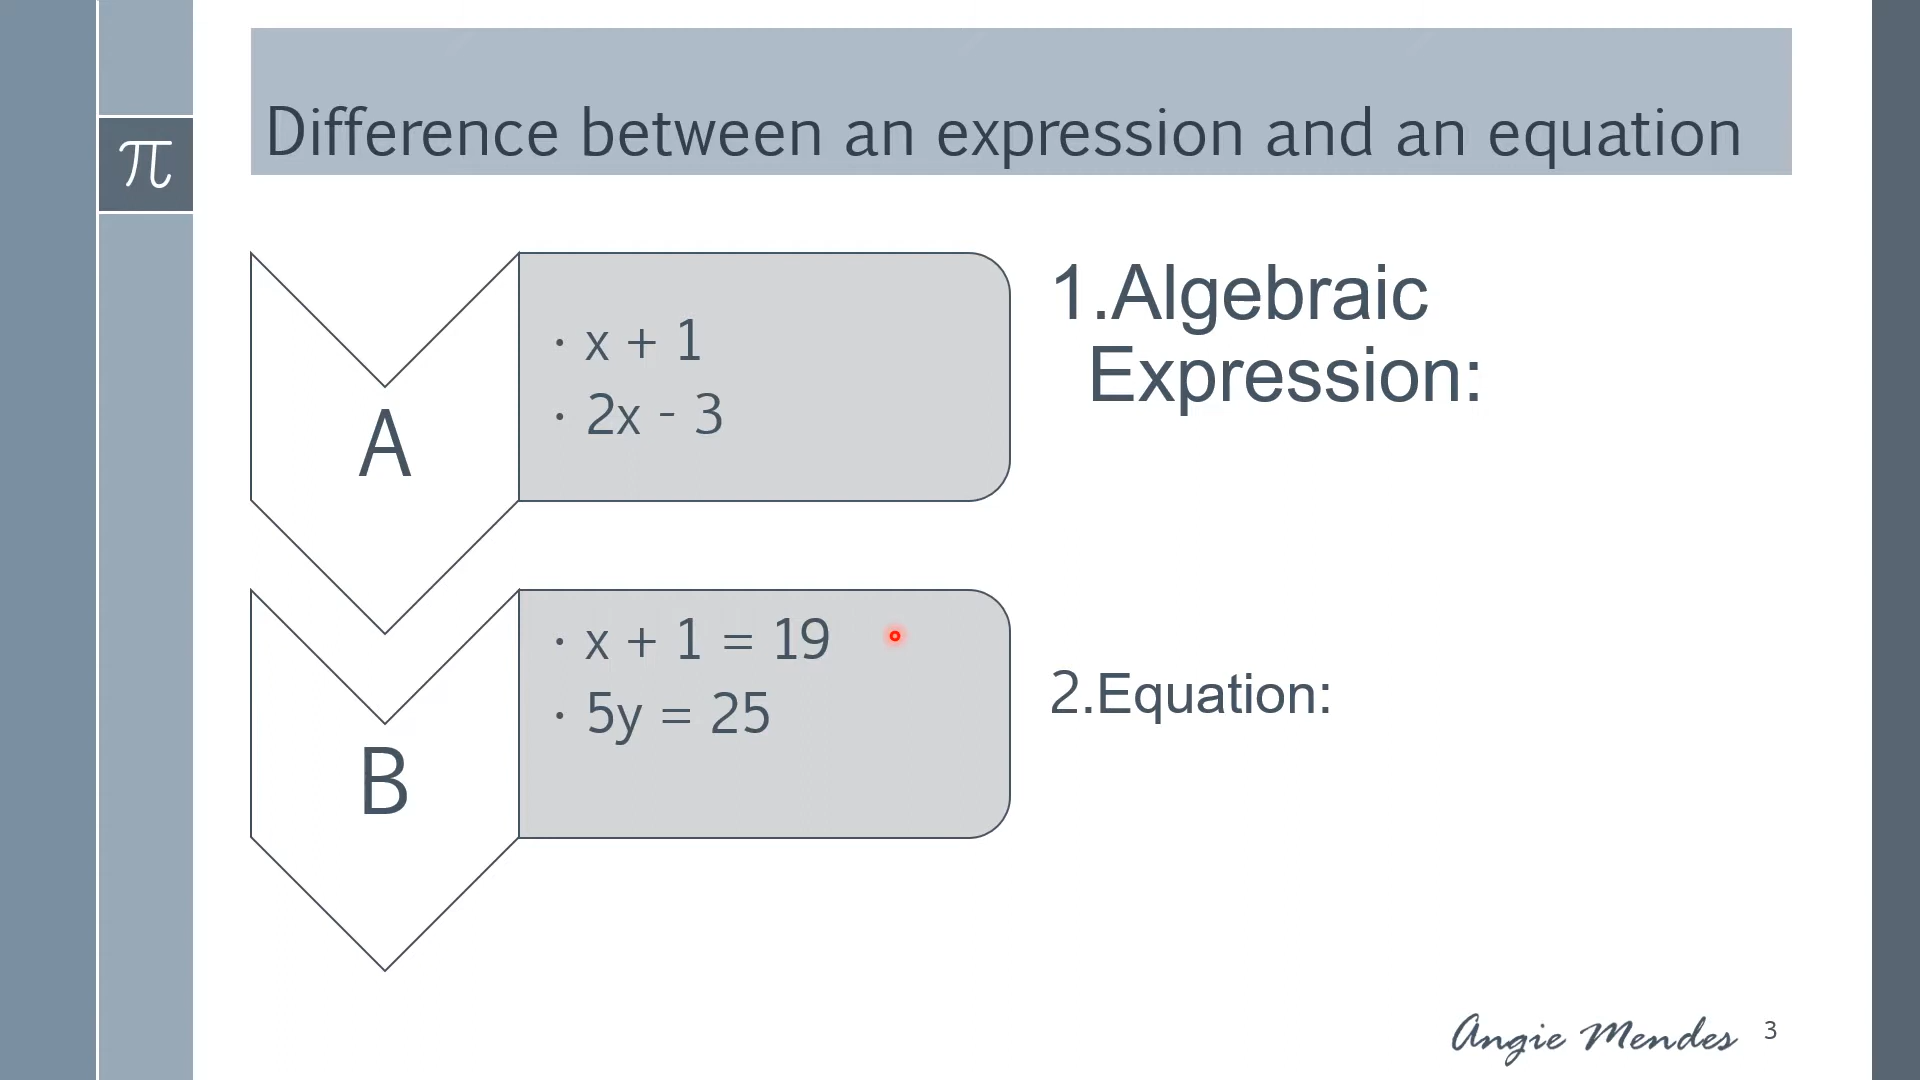 π
Difference between an expression and an equation
A
• x + 1
• 2x - 3
1.Algebraic
Expression:
B
• x + 1 = 19
• 5y = 25
2.Equation:
Angie Mendes 3